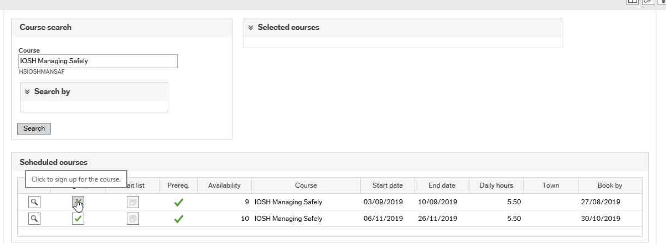 Course search
Selected courses
Course
IOSH Managing Safely
HSIOSHMANSAF
Search by
Search
Scheduled courses
Click to sign up for the course.
list Prereq. Availability Course Start date End date Daily hours Town Book by
9 IOSH Managing Safely 03/09/2019 10/09/2019 5.50 27/08/2019
10 IOSH Managing Safely 06/11/2019 26/11/2019 5.50 30/10/2019